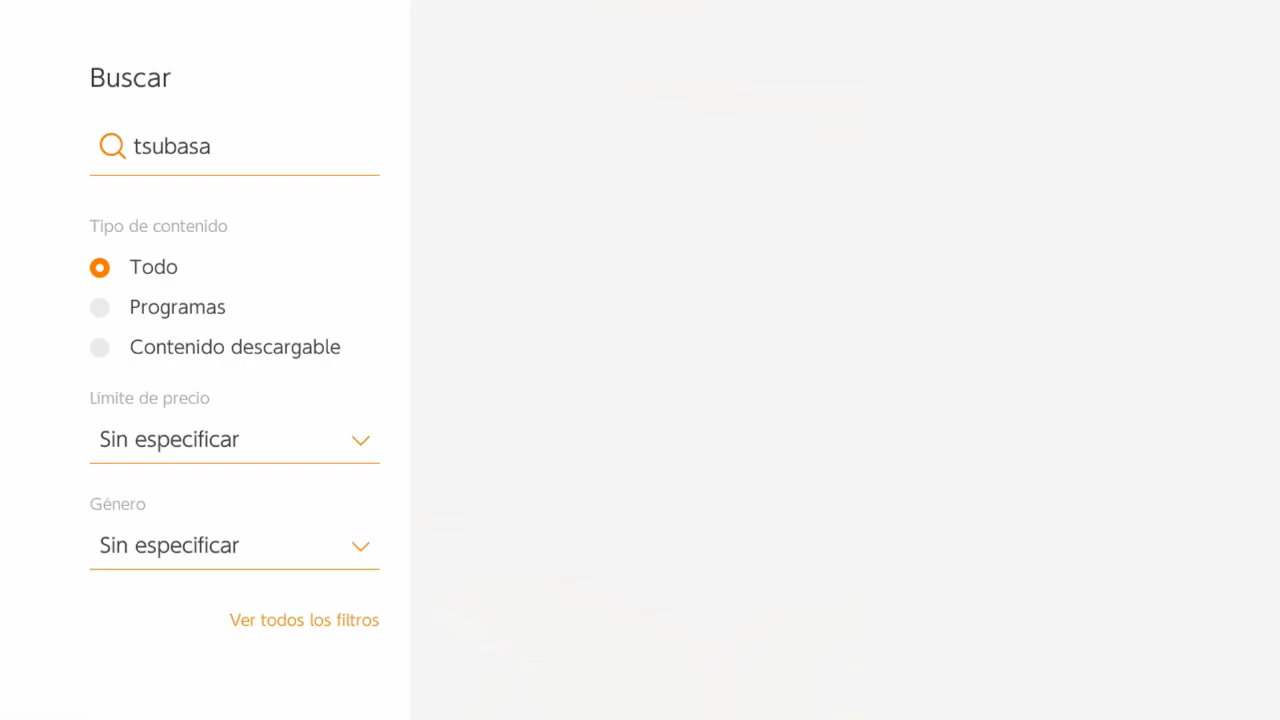 Buscar
tsubasa
Tipo de contenido
Todo
Programas
Contenido descargable
Límite de precio
Sin especificar
Género
Sin especificar
Ver todos los filtros